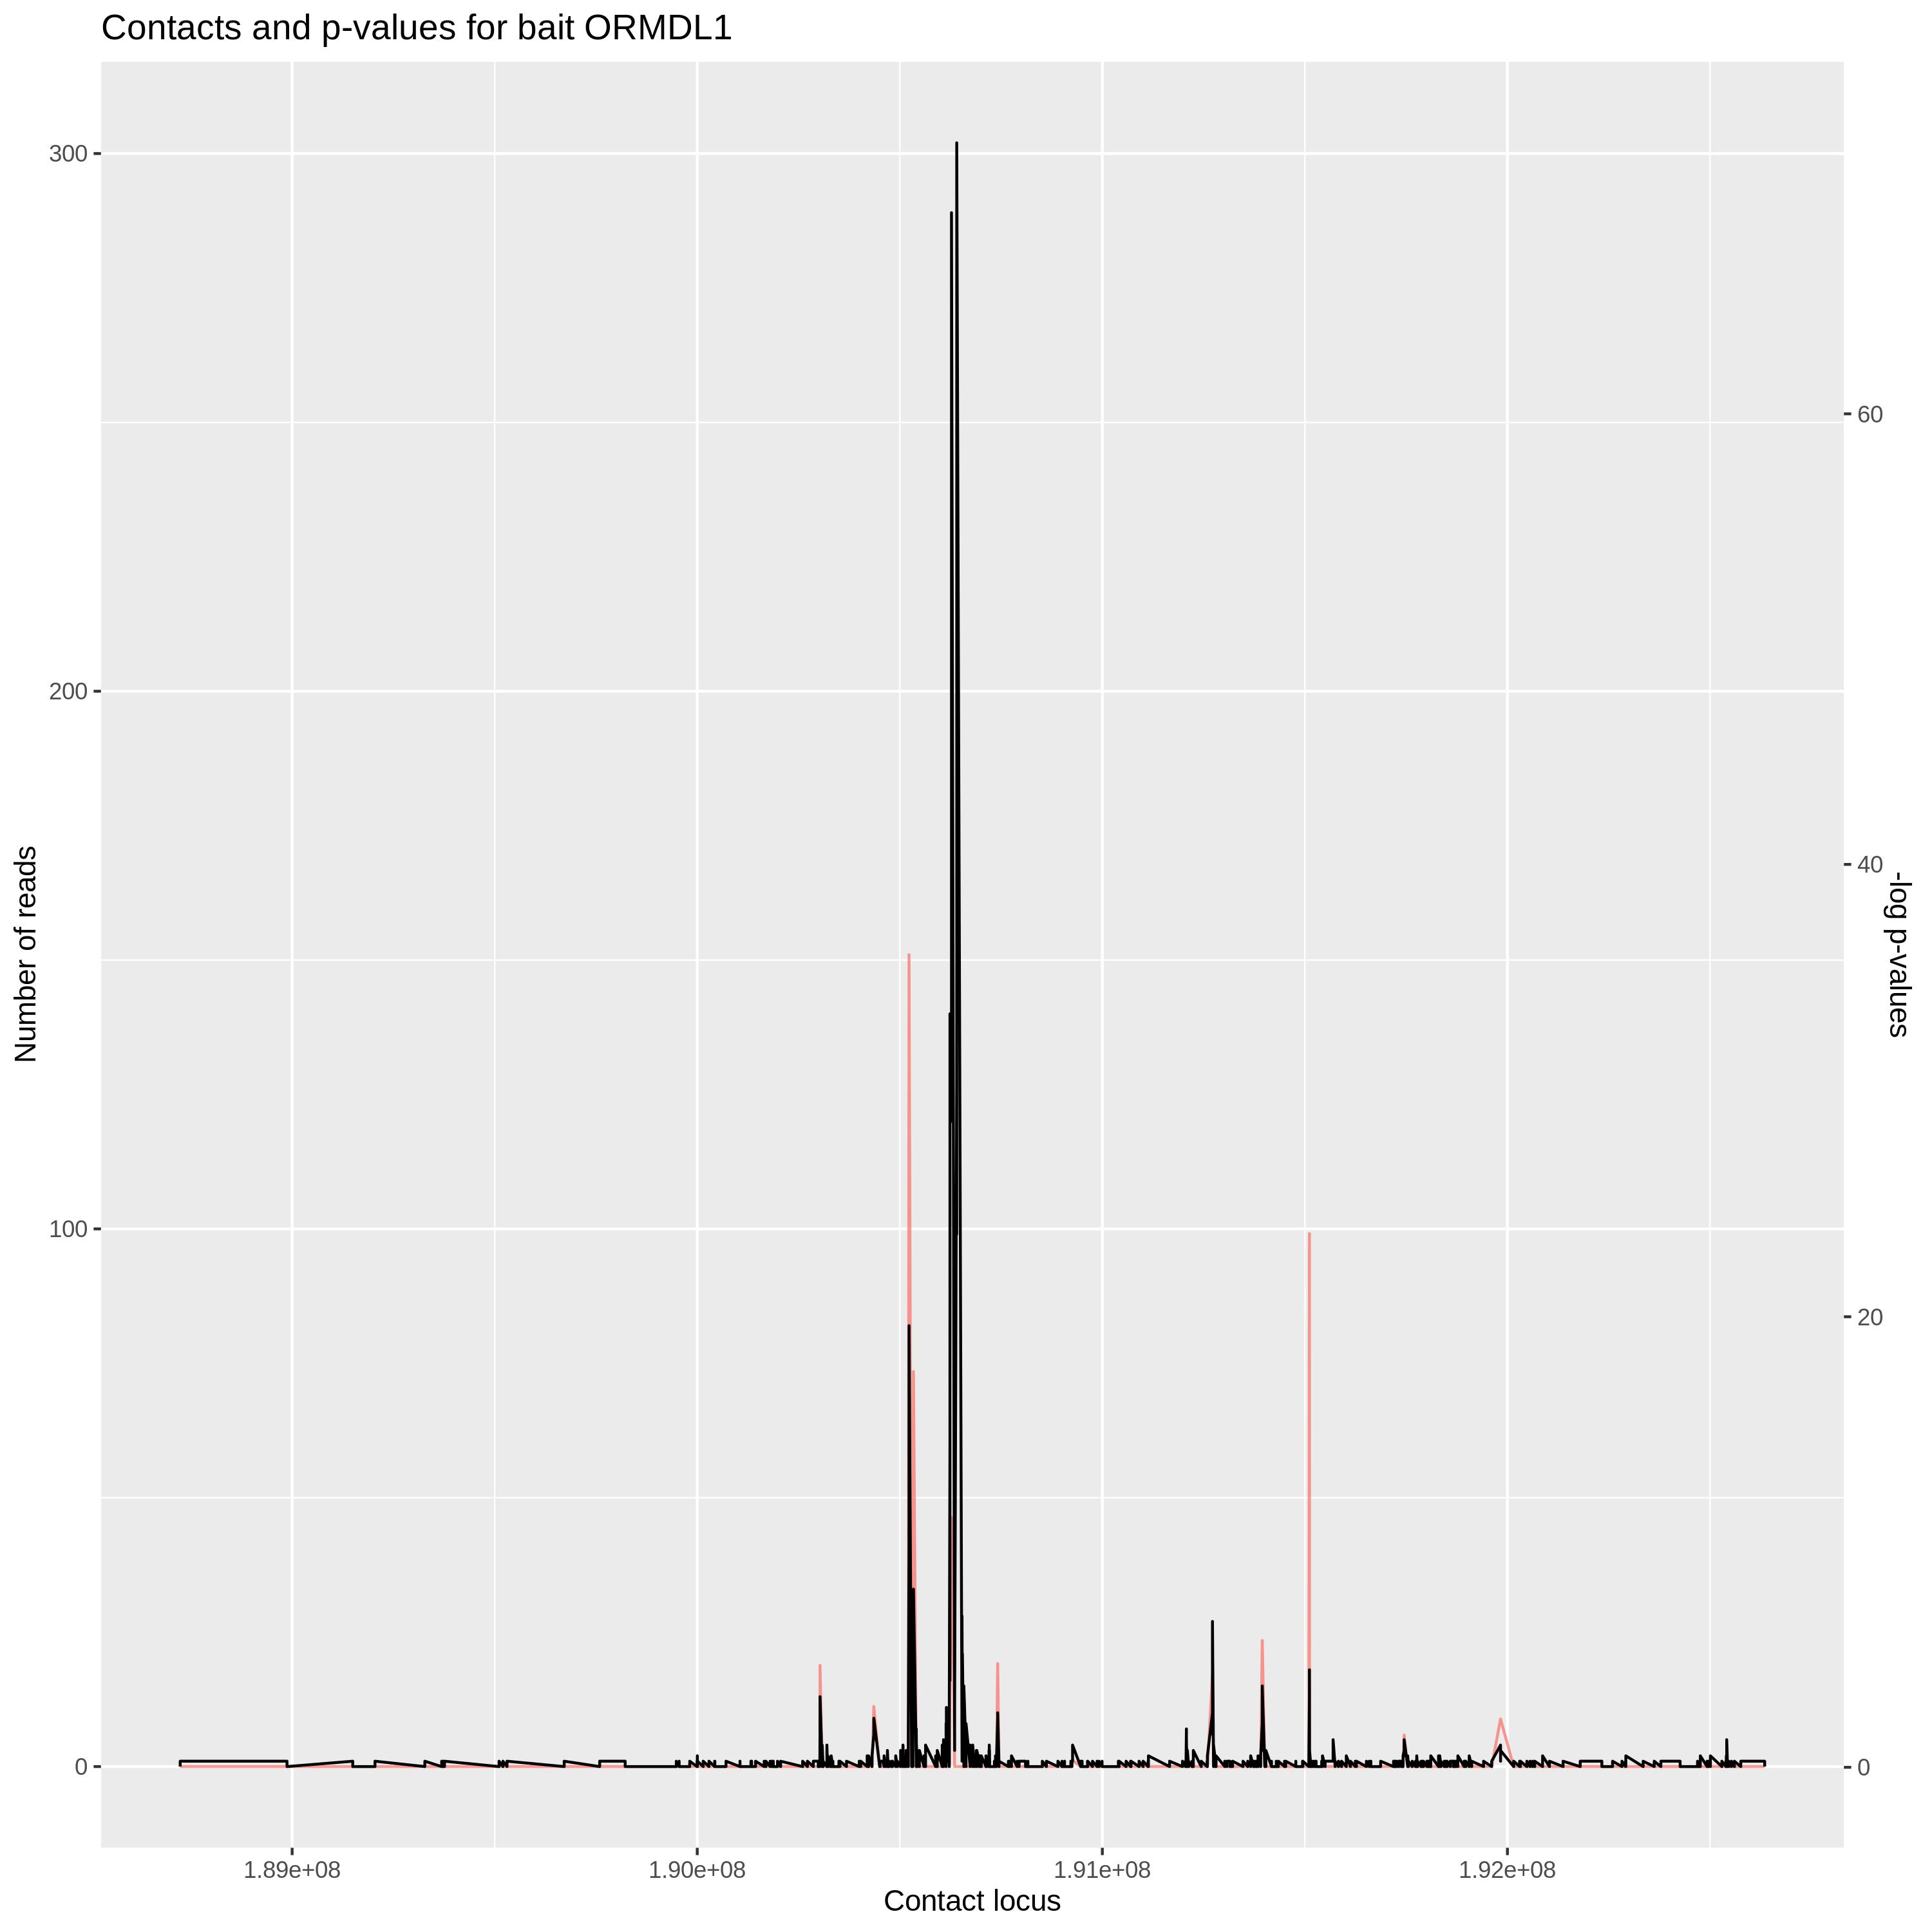 Contacts and p-values for bait ORMDL1
300
200
100
0
60
40
20
0
Number of reads
-log p-values
1.89e+08
1.90e+08
1.91e+08
1.92e+08
Contact locus